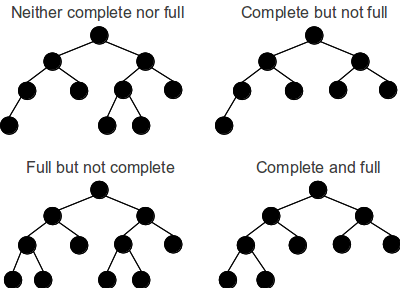 Neither complete nor full
Complete but not full
Full but not complete
Complete and full